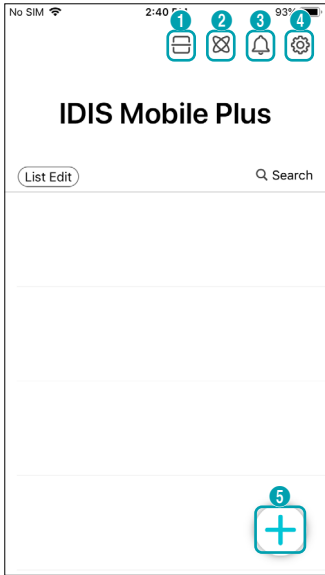 No SIM 2:40 93%
1 2 3 4
IDIS Mobile Plus
List Edit Search
5